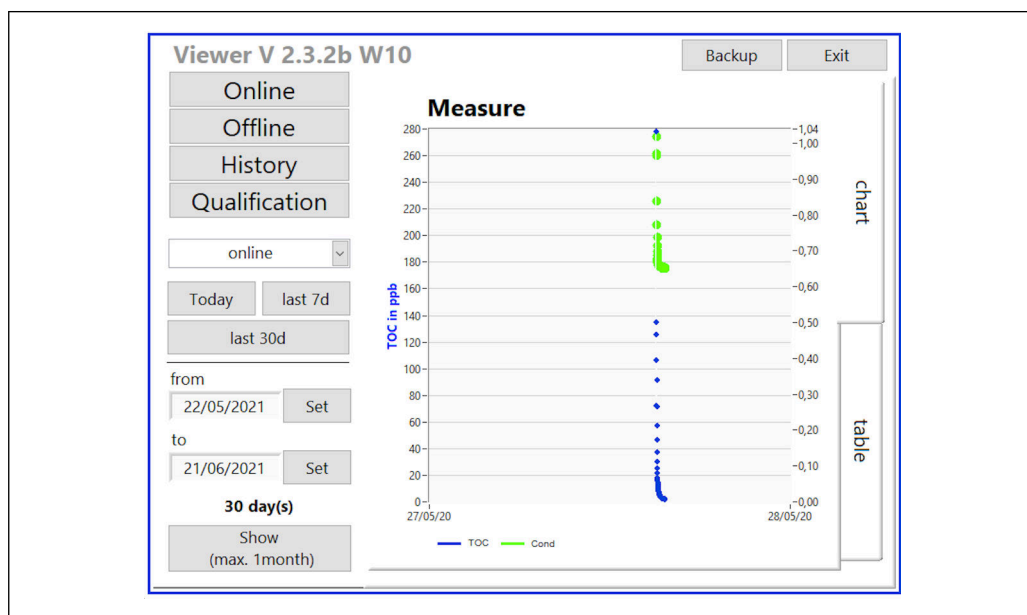 Viewer V 2.3.2b W10
Backup
Exit
Online
Offline
History
Qualification
online
Today
last 7d
last 30d
from
22/05/2021
Set
to
21/06/2021
Set
30 day(s)
Show
(max. 1month)
Measure
TOC in ppb
280
260
240
220
200
180
160
140
120
100
80
60
40
20
0
1,04
1,00
0,90
0,80
0,70
0,60
0,50
0,40
0,30
0,20
0,10
0,00
27/05/20
28/05/20
TOC
Cond
chart
table